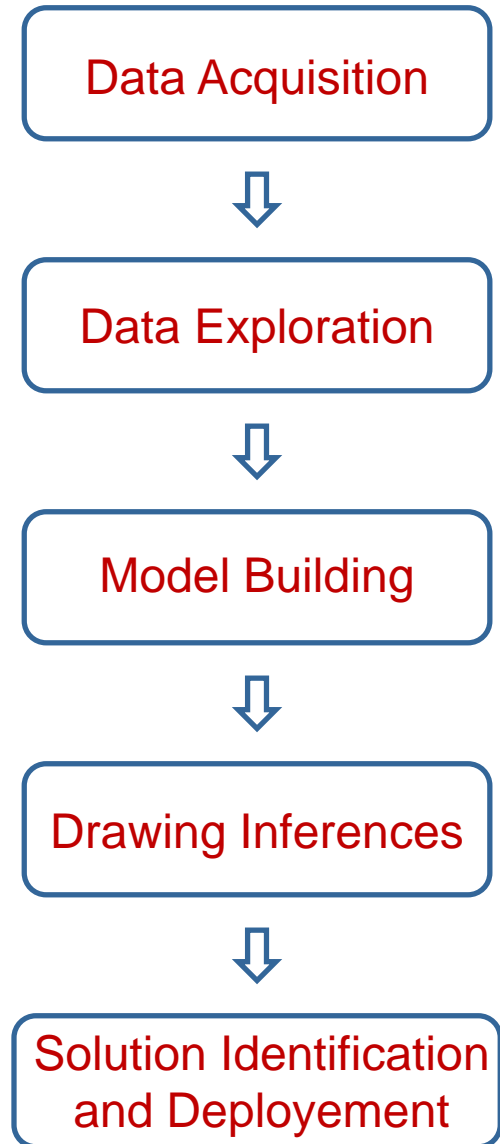 Data Acquisition
Data Exploration
Model Building
Drawing Inferences
Solution Identification
and Deployement